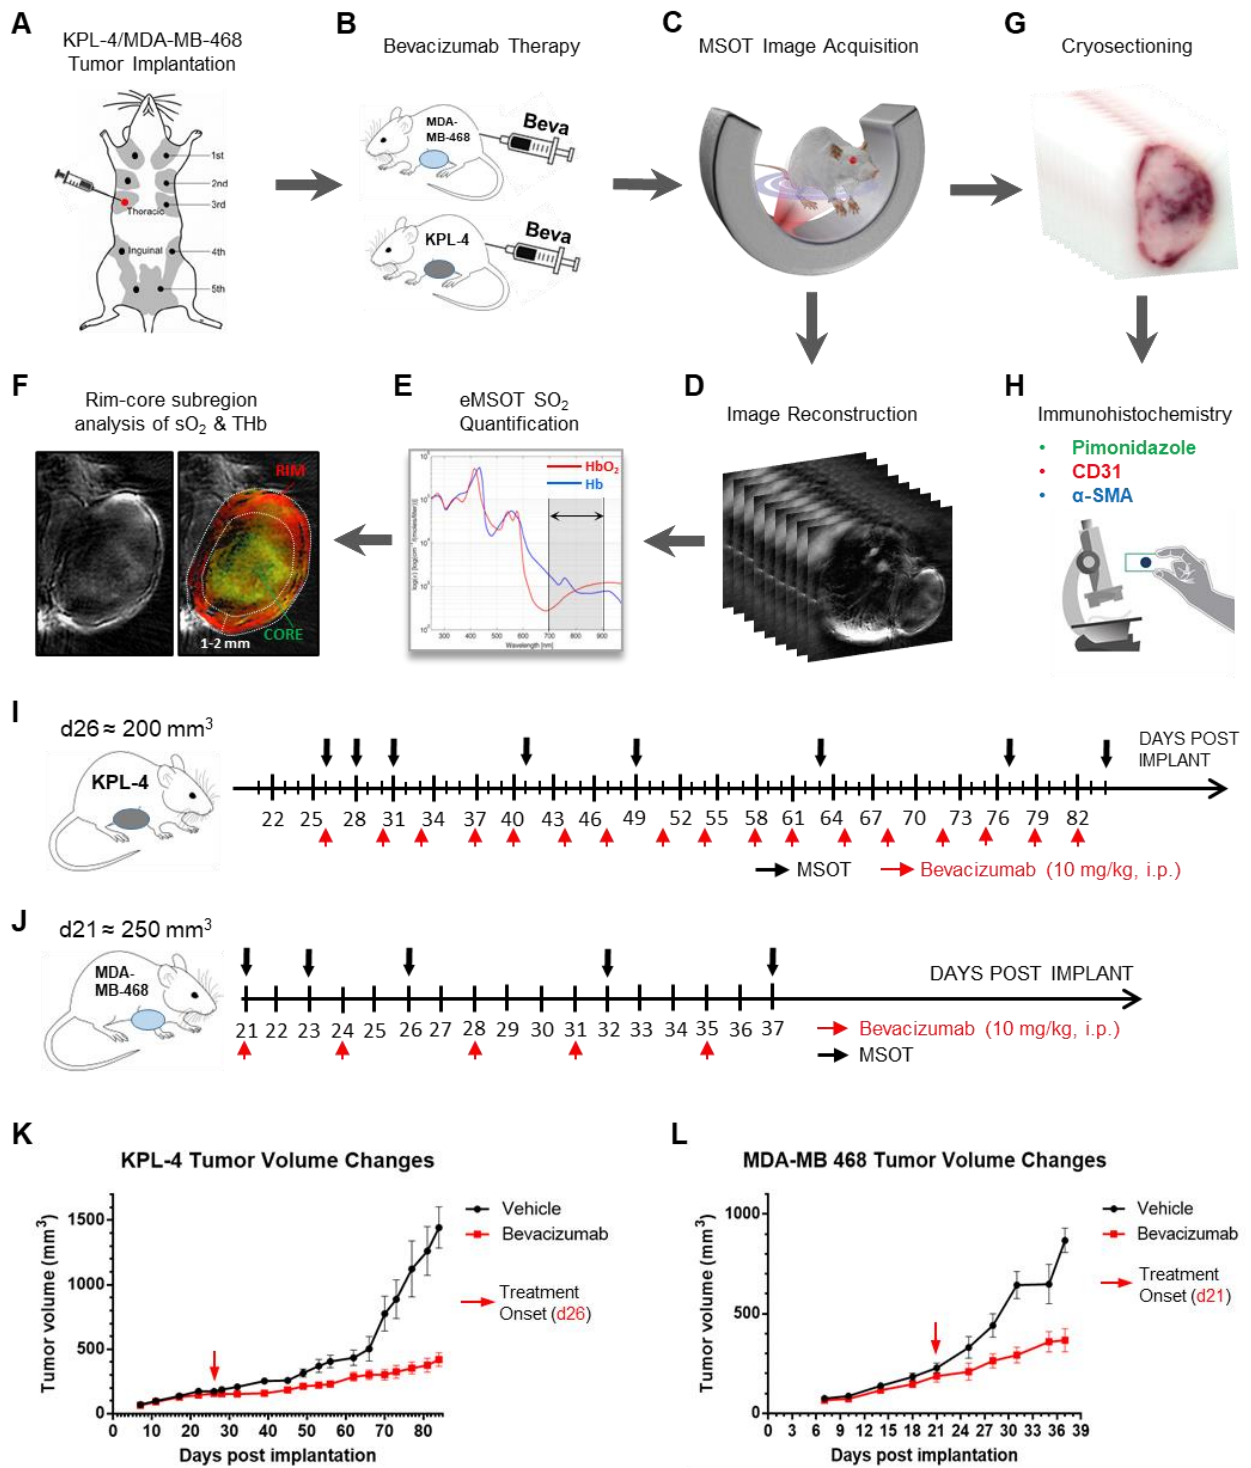 A
KPL-4/MDA-MB-468
Tumor Implantation
1st
2nd
3rd
Thoracic
Inguinal
4th
5th
B
Bevacizumab Therapy
MDA-
MB-468
Beva
KPL-4
Beva
C
MSOT Image Acquisition
G
Cryosectioning
F
Rim-core subregion
analysis of sO2 & THb
RIM
CORE
1-2 mm
E
eMSOT SO2
Quantification
HbO2
Hb
300 400 500 600 700 800 900
Wavelength [nm]
D
Image Reconstruction
H
Immunohistochemistry
• Pimonidazole
• CD31
• α-SMA
I
d26 ≈ 200 mm3
KPL-4
DAYS POST
IMPLANT
22 25 28 31 34 37 40 43 46 49 52 55 58 61 64 67 70 73 76 79 82
MSOT
Bevacizumab (10 mg/kg, i.p.)
J
d21 ≈ 250 mm3
MDA-
MB-468
DAYS POST IMPLANT
21 22 23 24 25 26 27 28 29 30 31 32 33 34 35 36 37
Bevacizumab (10 mg/kg, i.p.)
MSOT
K
KPL-4 Tumor Volume Changes
Tumor volume (mm3)
1500
1000
500
0
0 10 20 30 40 50 60 70 80
Days post implantation
Vehicle
Bevacizumab
Treatment
Onset (d26)
L
MDA-MB 468 Tumor Volume Changes
Tumor volume (mm3)
1000
500
0
0 3 6 9 12 15 18 21 24 27 30 33 36 39
Days post implantation
Vehicle
Bevacizumab
Treatment
Onset (d21)